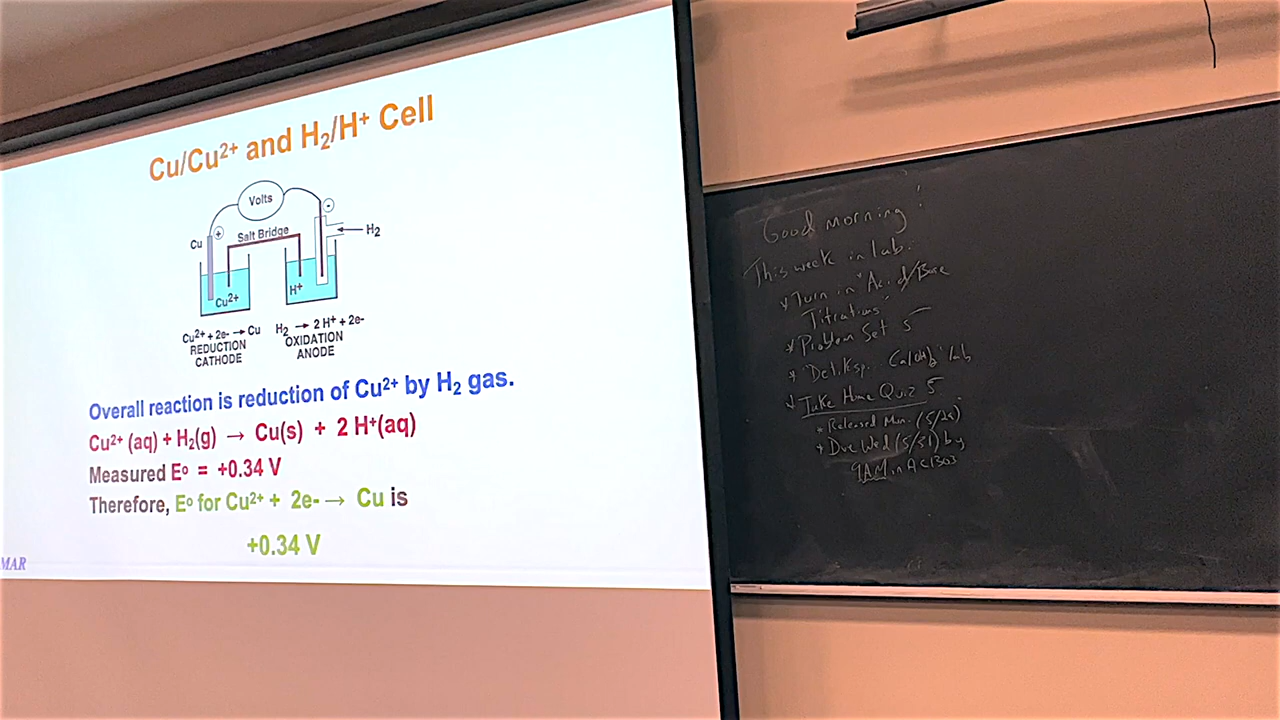 Cu/Cu²⁺ and H₂/H⁺ Cell
Volts
Cu
+
Salt Bridge
-
H₂
Cu²⁺
H⁺
Cu²⁺ + 2e- → Cu
REDUCTION
CATHODE
H₂ → 2 H⁺ + 2e-
OXIDATION
ANODE
Overall reaction is reduction of Cu²⁺ by H₂ gas.
Cu²⁺ (aq) + H₂(g) → Cu(s) + 2 H⁺(aq)
Measured Eº = +0.34 V
Therefore, Eº for Cu²⁺ + 2e- → Cu is
+0.34 V
MAR
Good morning!
This week in lab:
* Turn in "Acid/Base
Titrations"
* Problem Set 5
* "Det. Ksp Ca(OH)₂" lab
* Take Home Quiz 5
* Released Mon. (5/29)
* Due Wed (5/31) by
9AM in AC1303